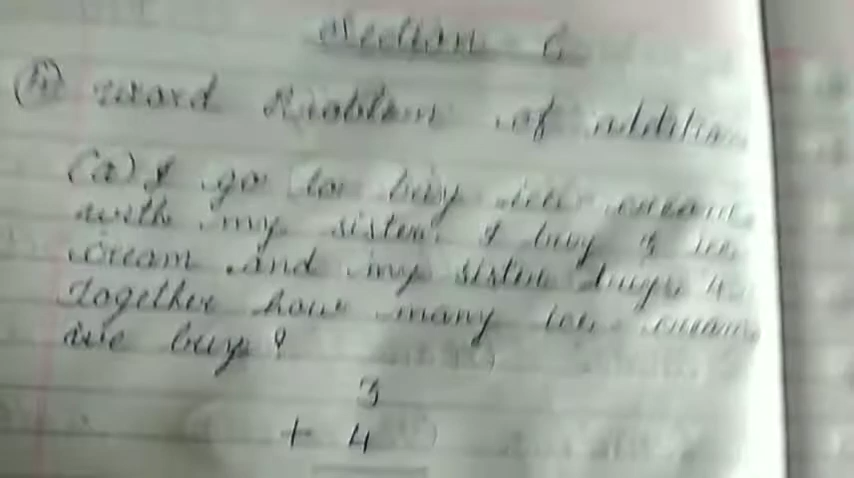 Section - C
(ii) Word Problem of addition
(a) I go to buy ice cream
with my sister. I buy 3 ice
cream and my sister buys 4.
Together how many ice cream
we buy?
3
+ 4